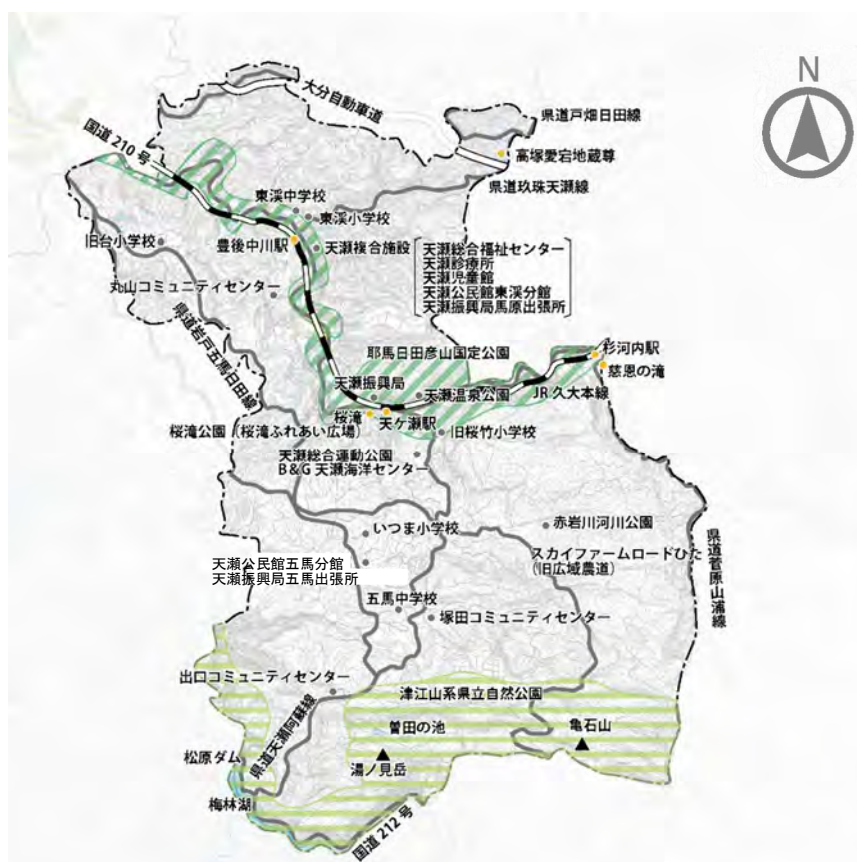 N
大分自動車道
県道戸畑日田線
国道210号
高塚愛宕地蔵尊
県道玖珠天瀬線
東渓中学校
東渓小学校
旧台小学校
豊後中川駅
天瀬複合施設
天瀬総合福祉センター
天瀬診療所
天瀬児童館
天瀬公民館東渓分館
天瀬振興局馬原出張所
丸山コミュニティセンター
県道岩戸五馬日田線
耶馬日田彦山国定公園
杉河内駅
慈恩の滝
天瀬振興局
天瀬温泉公園
JR久大本線
桜滝
天ケ瀬駅
桜滝公園(桜滝ふれあい広場)
旧桜竹小学校
天瀬総合運動公園
B&G天瀬海洋センター
いつま小学校
赤岩川河川公園
スカイファームロードひた
(旧広域農道)
県道菅原山浦線
天瀬公民館五馬分館
天瀬振興局五馬出張所
五馬中学校
塚田コミュニティセンター
出口コミュニティセンター
津江山系県立自然公園
県道天瀬阿蘇線
曽田の池
亀石山
松原ダム
湯ノ見岳
梅林湖
国道212号